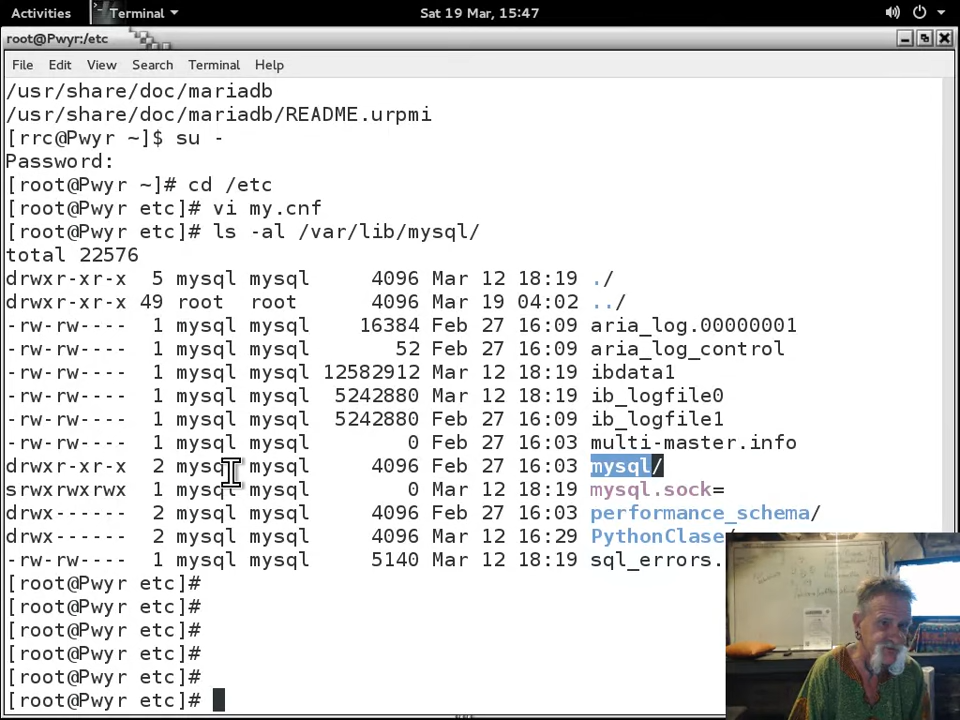 Activities Terminal Sat 19 Mar, 15:47
root@Pwyr:/etc
File Edit View Search Terminal Help
/usr/share/doc/mariadb
/usr/share/doc/mariadb/README.urpmi
[rrc@Pwyr ~]$ su -
Password:
[root@Pwyr ~]# cd /etc
[root@Pwyr etc]# vi my.cnf
[root@Pwyr etc]# ls -al /var/lib/mysql/
total 22576
drwxr-xr-x 5 mysql mysql 4096 Mar 12 18:19 ./
drwxr-xr-x 49 root root 4096 Mar 19 04:02 ../
-rw-rw---- 1 mysql mysql 16384 Feb 27 16:09 aria_log.00000001
-rw-rw---- 1 mysql mysql 52 Feb 27 16:09 aria_log_control
-rw-rw---- 1 mysql mysql 12582912 Mar 12 18:19 ibdata1
-rw-rw---- 1 mysql mysql 5242880 Mar 12 18:19 ib_logfile0
-rw-rw---- 1 mysql mysql 5242880 Feb 27 16:09 ib_logfile1
-rw-rw---- 1 mysql mysql 0 Feb 27 16:03 multi-master.info
drwxr-xr-x 2 mysql mysql 4096 Feb 27 16:03 mysql/
srwxrwxrwx 1 mysql mysql 0 Mar 12 18:19 mysql.sock=
drwx------ 2 mysql mysql 4096 Feb 27 16:03 performance_schema/
drwx------ 2 mysql mysql 4096 Mar 12 16:29 PythonClase/
-rw-rw---- 1 mysql mysql 5140 Mar 12 18:19 sql_errors.
[root@Pwyr etc]#
[root@Pwyr etc]#
[root@Pwyr etc]#
[root@Pwyr etc]#
[root@Pwyr etc]#
[root@Pwyr etc]#